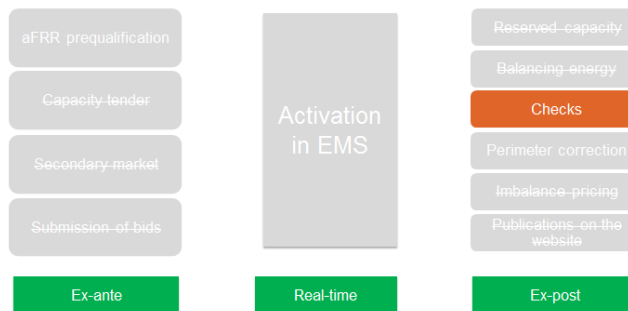 aFRR prequalification
Capacity tender
Secondary market
Submission of bids
Ex-ante
Activation
in EMS
Real-time
Reserved capacity
Balancing energy
Checks
Perimeter correction
Imbalance pricing
Publications on the
website
Ex-post